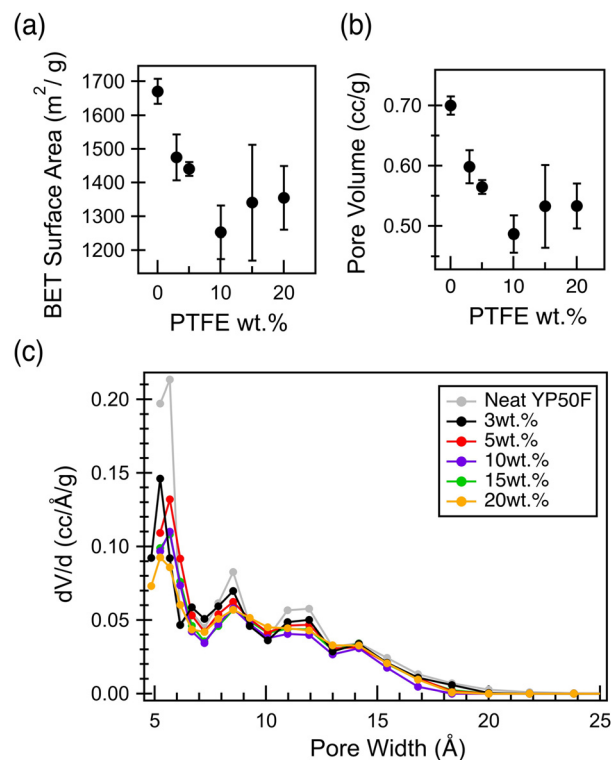 (a)
BET Surface Area (m²/ g)
1700
1600
1500
1400
1300
1200
0
10
20
PTFE wt.%
(b)
Pore Volume (cc/g)
0.70
0.60
0.50
0
10
20
PTFE wt.%
(c)
dV/d (cc/Å/g)
0.20
0.15
0.10
0.05
0.00
Neat YP50F
3wt.%
5wt.%
10wt.%
15wt.%
20wt.%
5
10
15
20
25
Pore Width (Å)